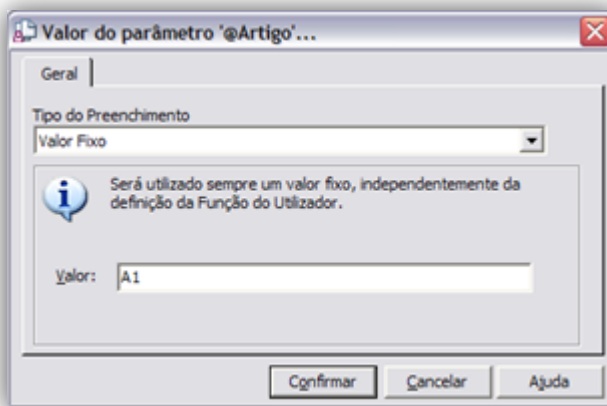 Valor do parâmetro '@Artigo'...
Geral
Tipo do Preenchimento
Valor Fixo
Será utilizado sempre um valor fixo, independentemente da
definição da Função do Utilizador.
Valor: A1
Confirmar Cancelar Ajuda